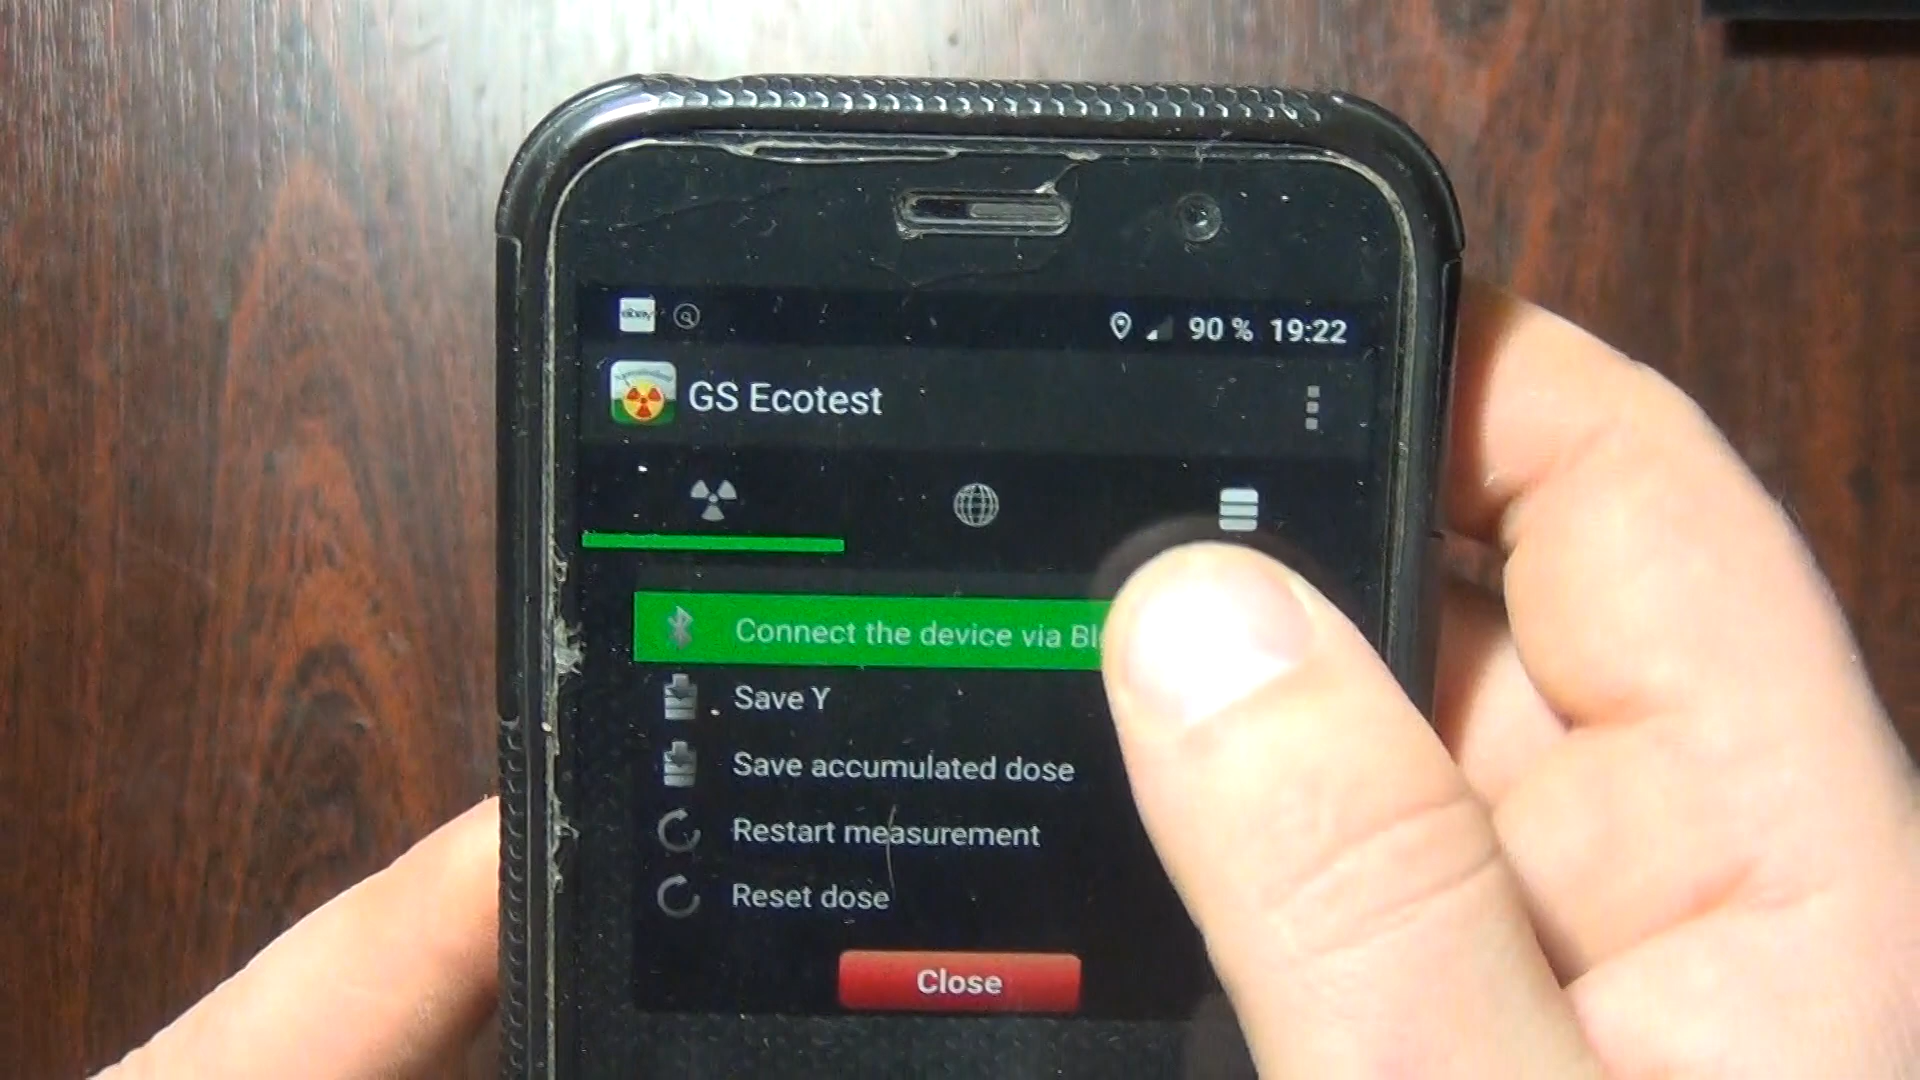 ebay
90 % 19:22
GS Ecotest
Connect the device via Bl
Save Y
Save accumulated dose
Restart measurement
Reset dose
Close